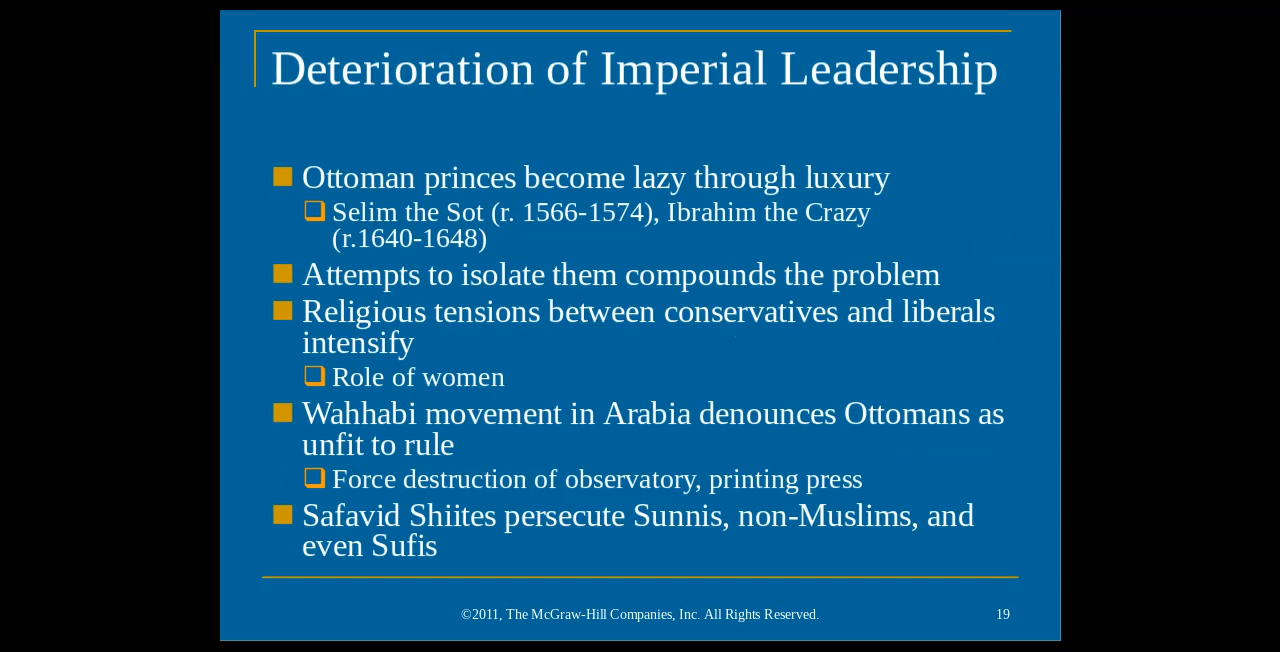 Deterioration of Imperial Leadership
Ottoman princes become lazy through luxury
Selim the Sot (r. 1566-1574), Ibrahim the Crazy
(r.1640-1648)
Attempts to isolate them compounds the problem
Religious tensions between conservatives and liberals
intensify
Role of women
Wahhabi movement in Arabia denounces Ottomans as
unfit to rule
Force destruction of observatory, printing press
Safavid Shiites persecute Sunnis, non-Muslims, and
even Sufis
©2011, The McGraw-Hill Companies, Inc. All Rights Reserved.
19